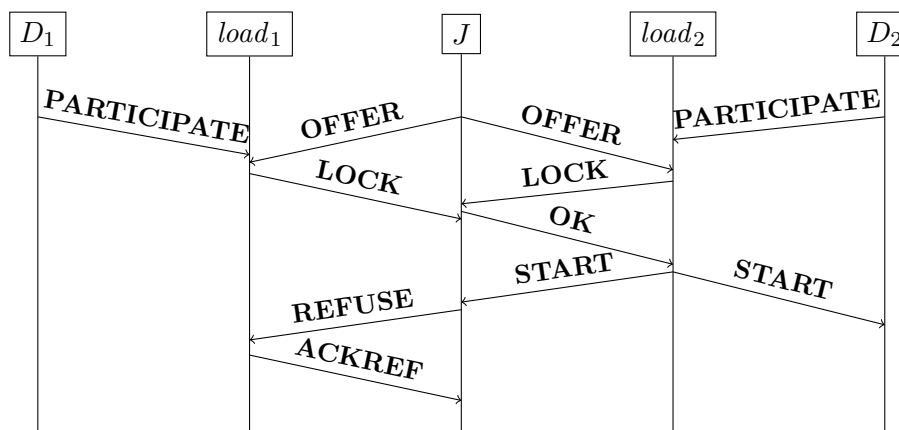 D₁ load₁ J load₂ D₂
PARTICIPATE OFFER OFFER PARTICIPATE
LOCK LOCK
OK
START START
REFUSE
ACKREF